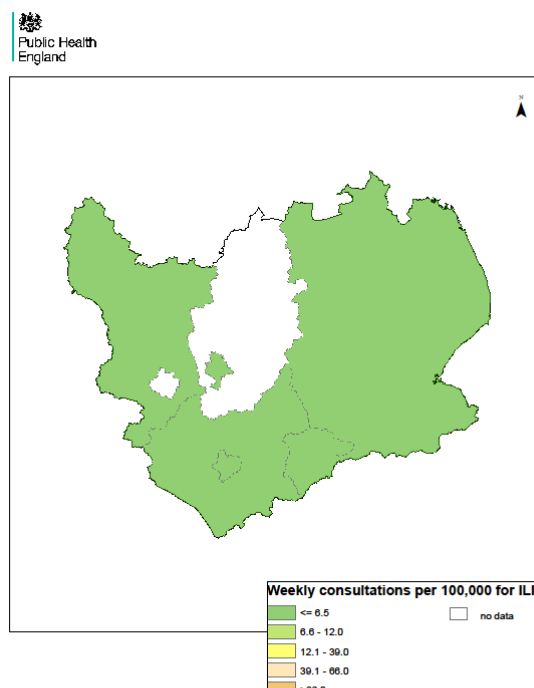 Public Health
England
N
Weekly consultations per 100,000 for ILI
<= 6.5
no data
6.6 - 12.0
12.1 - 39.0
39.1 - 66.0